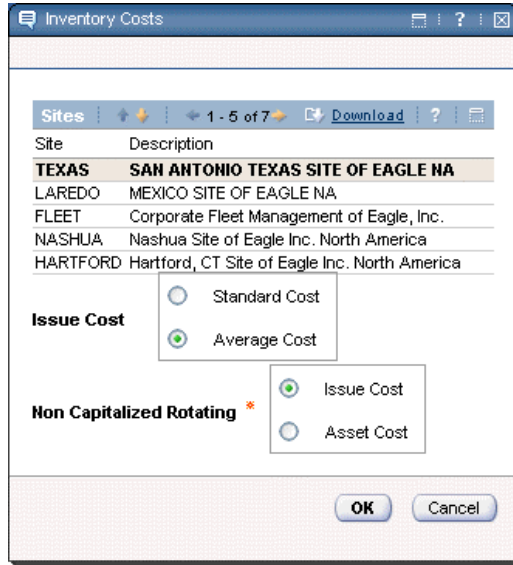 Inventory Costs ?
Sites 1 - 5 of 7 Download ?
Site Description
TEXAS SAN ANTONIO TEXAS SITE OF EAGLE NA
LAREDO MEXICO SITE OF EAGLE NA
FLEET Corporate Fleet Management of Eagle, Inc.
NASHUA Nashua Site of Eagle Inc. North America
HARTFORD Hartford, CT Site of Eagle Inc. North America
Standard Cost
Issue Cost
Average Cost
Issue Cost
Non Capitalized Rotating *
Asset Cost
OK Cancel